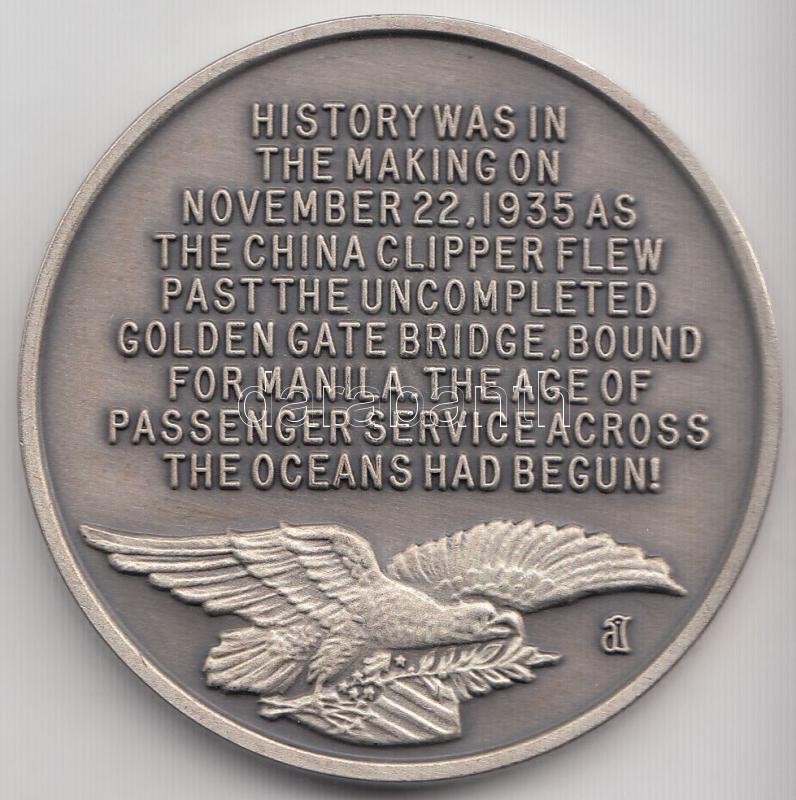 HISTORY WAS IN
THE MAKING ON
NOVEMBER 22, 1935 AS
THE CHINA CLIPPER FLEW
PAST THE UNCOMPLETED
GOLDEN GATE BRIDGE, BOUND
FOR MANILA. THE AGE OF
darabanth
PASSENGER SERVICE ACROSS
THE OCEANS HAD BEGUN!